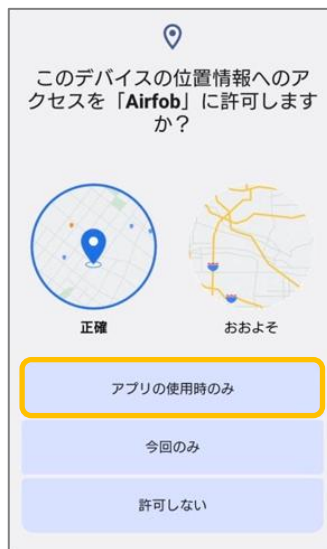 このデバイスの位置情報へのア
クセスを「Airfob」に許可します
か？
正確
おおよそ
アプリの使用時のみ
今回のみ
許可しない